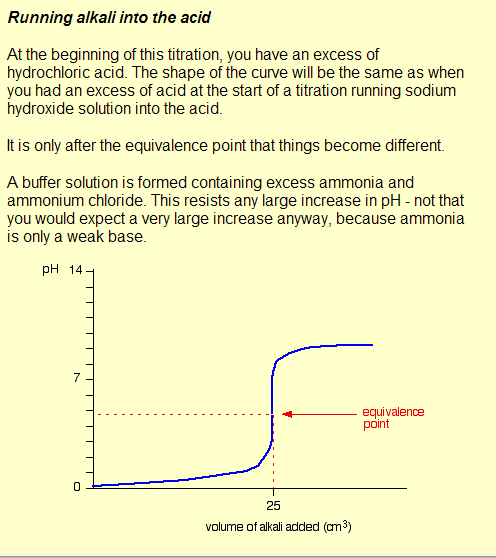 Running alkali into the acid
At the beginning of this titration, you have an excess of
hydrochloric acid. The shape of the curve will be the same as when
you had an excess of acid at the start of a titration running sodium
hydroxide solution into the acid.
It is only after the equivalence point that things become different.
A buffer solution is formed containing excess ammonia and
ammonium chloride. This resists any large increase in pH - not that
you would expect a very large increase anyway, because ammonia
is only a weak base.
pH 14
7
equivalence
point
0
25
volume of alkali added (cm³)